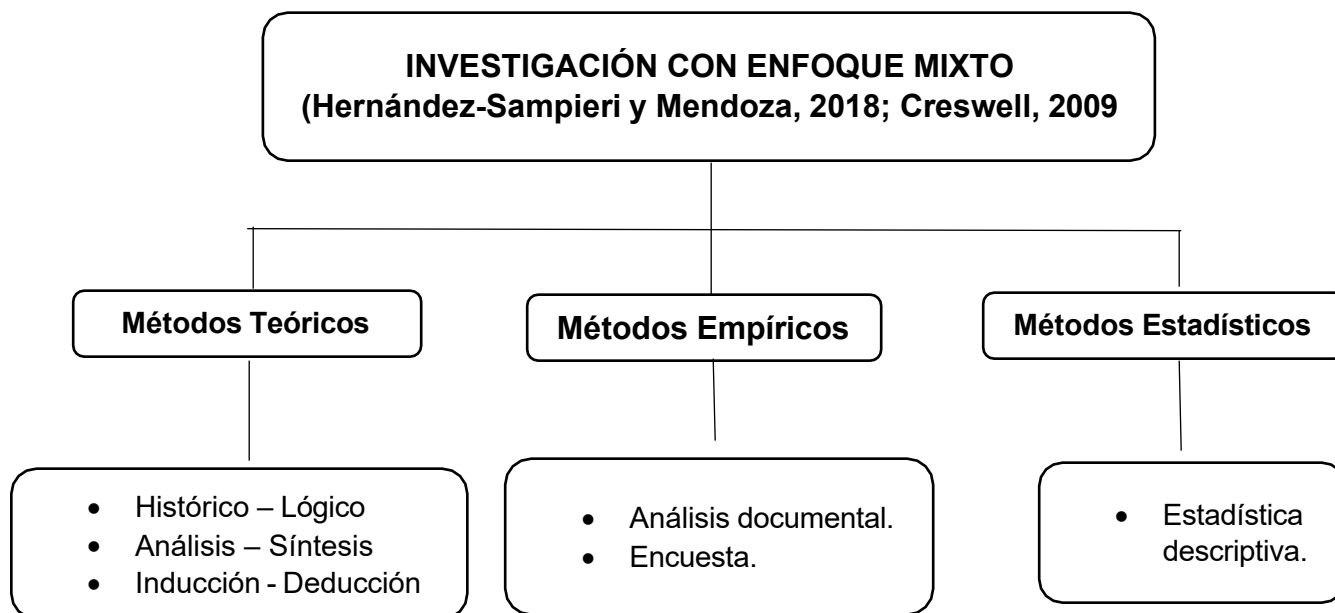 INVESTIGACIÓN CON ENFOQUE MIXTO
(Hernández-Sampieri y Mendoza, 2018; Creswell, 2009
Métodos Teóricos
Métodos Empíricos
Métodos Estadísticos
• Histórico – Lógico
• Análisis – Síntesis
• Inducción - Deducción
• Análisis documental.
• Encuesta.
• Estadística
descriptiva.